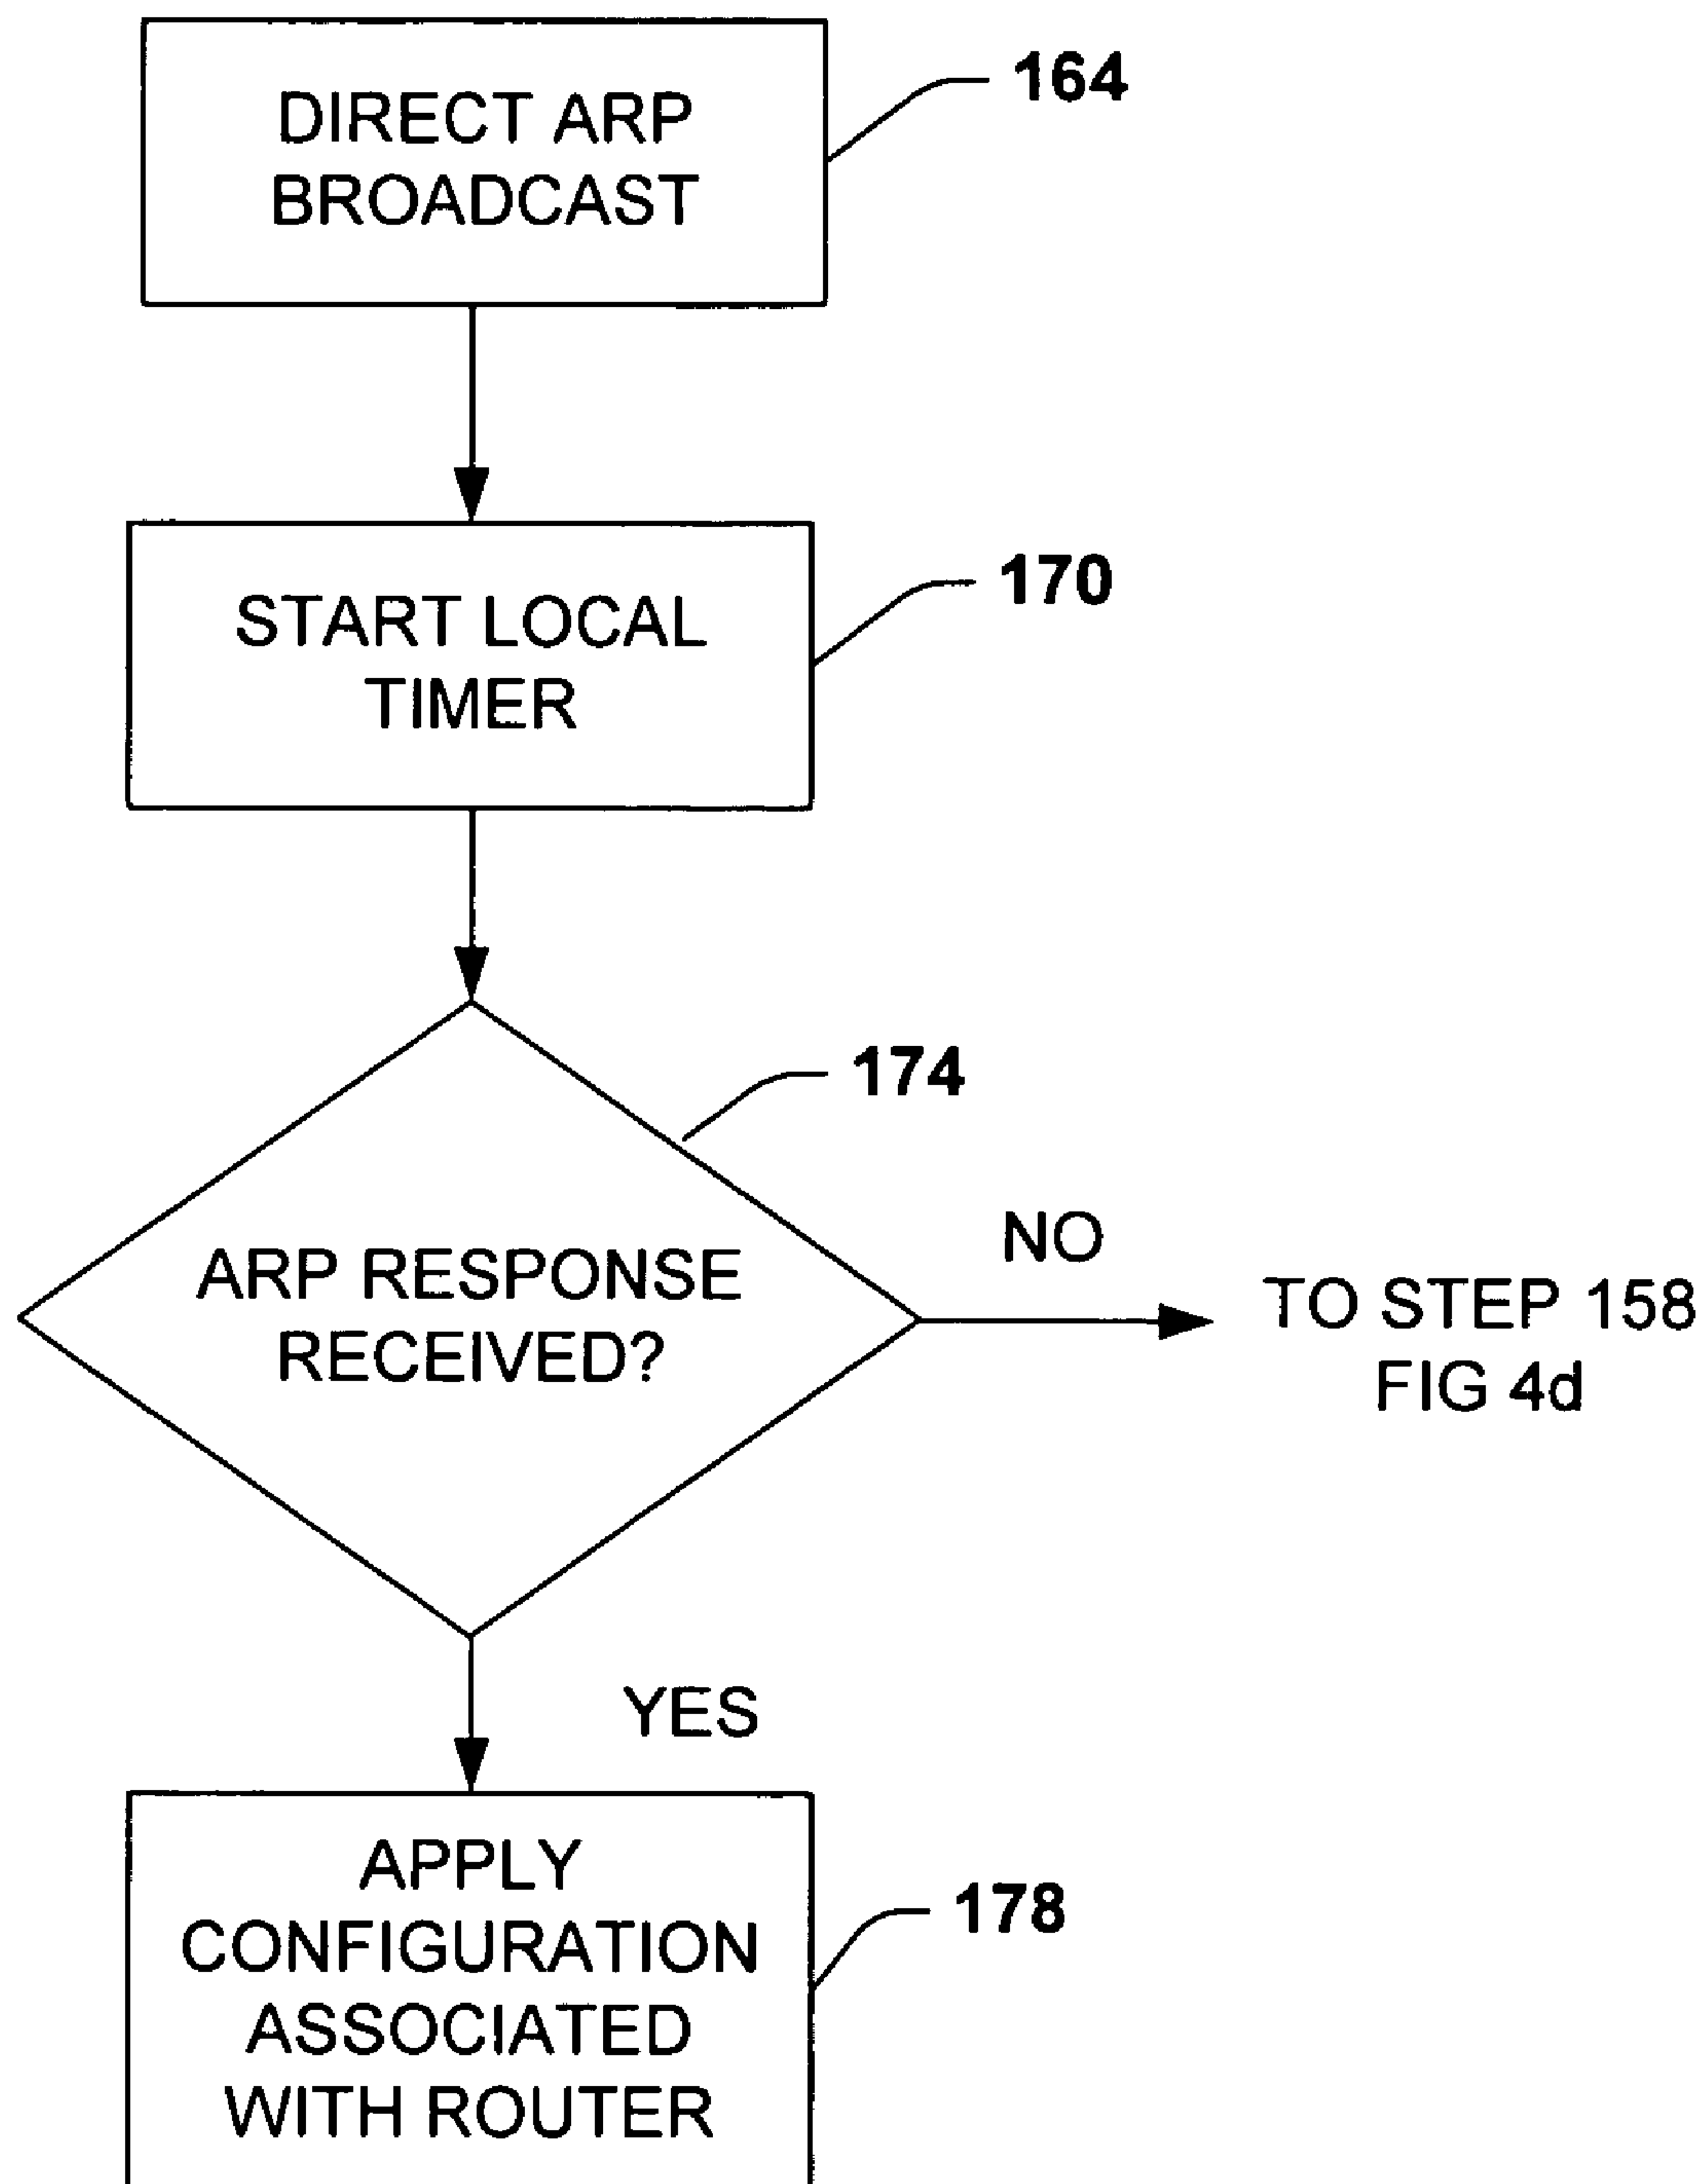 DIRECT ARP
BROADCAST
164
START LOCAL
TIMER
170
174
ARP RESPONSE
RECEIVED?
NO
TO STEP 158
FIG 4d
YES
APPLY
CONFIGURATION
ASSOCIATED
WITH ROUTER
178